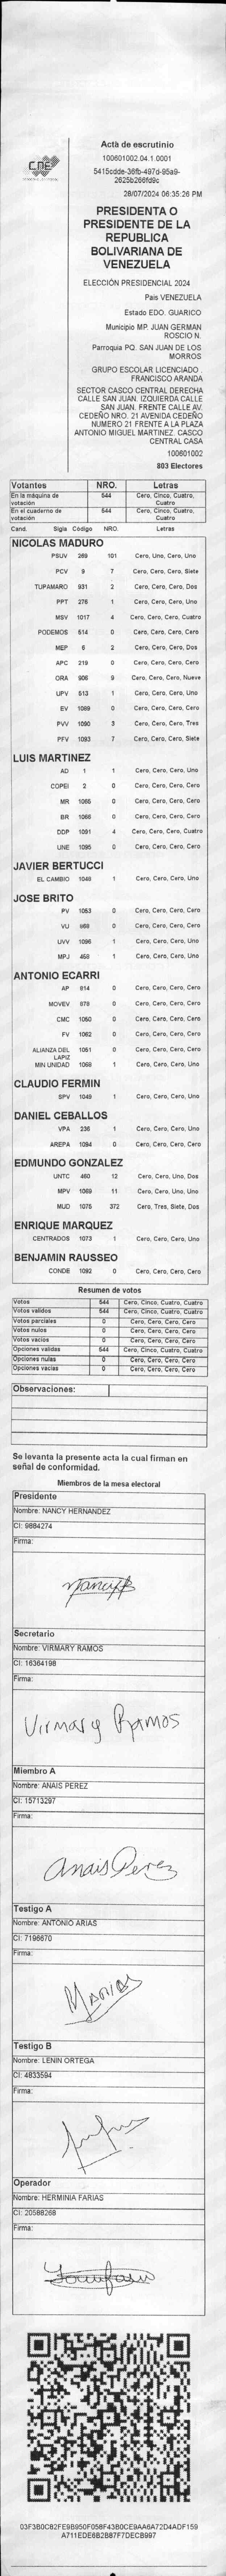 CNE
Acta de escrutinio
100601002.04.1.0001
5415cdde-36fb-497d-95a9-
2625b266fd9c
28/07/2024 06:35:26 PM
PRESIDENTA O
PRESIDENTE DE LA
REPUBLICA
BOLIVARIANA DE
VENEZUELA
ELECCIÓN PRESIDENCIAL 2024
Pais VENEZUELA
Estado EDO. GUARICO
Municipio MP. JUAN GERMAN
ROSCIO N.
Parroquia PQ. SAN JUAN DE LOS
MORROS
GRUPO ESCOLAR LICENCIADO .
FRANCISCO ARANDA
SECTOR CASCO CENTRAL DERECHA
CALLE SAN JUAN. IZQUIERDA CALLE
SAN JUAN. FRENTE CALLE AV.
CEDEÑO NRO. 21 AVENIDA CEDEÑO
NUMERO 21 FRENTE A LA PLAZA
ANTONIO MIGUEL MARTINEZ. CASCO
CENTRAL CASA
100601002
803 Electores
Votantes NRO. Letras
En la máquina de votación 544 Cero, Cinco, Cuatro, Cuatro
En el cuaderno de votación 544 Cero, Cinco, Cuatro, Cuatro
Cand. Sigla Código NRO. Letras
NICOLAS MADURO
PSUV 269 101 Cero, Uno, Cero, Uno
PCV 9 7 Cero, Cero, Cero, Siete
TUPAMARO 931 2 Cero, Cero, Cero, Dos
PPT 275 1 Cero, Cero, Cero, Uno
MSV 1017 4 Cero, Cero, Cero, Cuatro
PODEMOS 514 0 Cero, Cero, Cero, Cero
MEP 6 2 Cero, Cero, Cero, Dos
APC 219 0 Cero, Cero, Cero, Cero
ORA 906 9 Cero, Cero, Cero, Nueve
UPV 513 1 Cero, Cero, Cero, Uno
EV 1089 0 Cero, Cero, Cero, Cero
PVV 1090 3 Cero, Cero, Cero, Tres
PFV 1093 7 Cero, Cero, Cero, Siete
LUIS MARTINEZ
AD 1 1 Cero, Cero, Cero, Uno
COPEI 2 0 Cero, Cero, Cero, Cero
MR 1065 0 Cero, Cero, Cero, Cero
BR 1066 0 Cero, Cero, Cero, Cero
DDP 1091 4 Cero, Cero, Cero, Cuatro
UNE 1095 0 Cero, Cero, Cero, Cero
JAVIER BERTUCCI
EL CAMBIO 1048 1 Cero, Cero, Cero, Uno
JOSE BRITO
PV 1053 0 Cero, Cero, Cero, Cero
VU 868 0 Cero, Cero, Cero, Cero
UVV 1096 1 Cero, Cero, Cero, Uno
MPJ 458 1 Cero, Cero, Cero, Uno
ANTONIO ECARRI
AP 814 0 Cero, Cero, Cero, Cero
MOVEV 878 0 Cero, Cero, Cero, Cero
CMC 1050 0 Cero, Cero, Cero, Cero
FV 1062 0 Cero, Cero, Cero, Cero
ALIANZA DEL LAPIZ 1051 0 Cero, Cero, Cero, Cero
MIN UNIDAD 1058 1 Cero, Cero, Cero, Uno
CLAUDIO FERMIN
SPV 1049 1 Cero, Cero, Cero, Uno
DANIEL CEBALLOS
VPA 236 1 Cero, Cero, Cero, Uno
AREPA 1094 0 Cero, Cero, Cero, Cero
EDMUNDO GONZALEZ
UNTC 460 12 Cero, Cero, Uno, Dos
MPV 1069 11 Cero, Cero, Uno, Uno
MUD 1075 372 Cero, Tres, Siete, Dos
ENRIQUE MARQUEZ
CENTRADOS 1073 1 Cero, Cero, Cero, Uno
BENJAMIN RAUSSEO
CONDE 1092 0 Cero, Cero, Cero, Cero
Resumen de votos
Votos 544 Cero, Cinco, Cuatro, Cuatro
Votos validos 544 Cero, Cinco, Cuatro, Cuatro
Votos parciales 0 Cero, Cero, Cero, Cero
Votos nulos 0 Cero, Cero, Cero, Cero
Votos vacios 0 Cero, Cero, Cero, Cero
Opciones validas 544 Cero, Cinco, Cuatro, Cuatro
Opciones nulas 0 Cero, Cero, Cero, Cero
Opciones vacias 0 Cero, Cero, Cero, Cero
Observaciones:
Se levanta la presente acta la cual firman en
señal de conformidad.
Miembros de la mesa electoral
Presidente
Nombre: NANCY HERNANDEZ
CI: 9884274
Firma:
Secretario
Nombre: VIRMARY RAMOS
CI: 16364198
Firma:
Virmary Ramos
Miembro A
Nombre: ANAIS PEREZ
CI: 15713297
Firma:
Anais Perez
Testigo A
Nombre: ANTONIO ARIAS
CI: 7196670
Firma:
Testigo B
Nombre: LENIN ORTEGA
CI: 4833594
Firma:
Operador
Nombre: HERMINIA FARIAS
CI: 20588268
Firma:
03F3B0C82FE9B950F058F43B0CE9AA6A72D4ADF159
A711EDE6B2B87F7DECB997